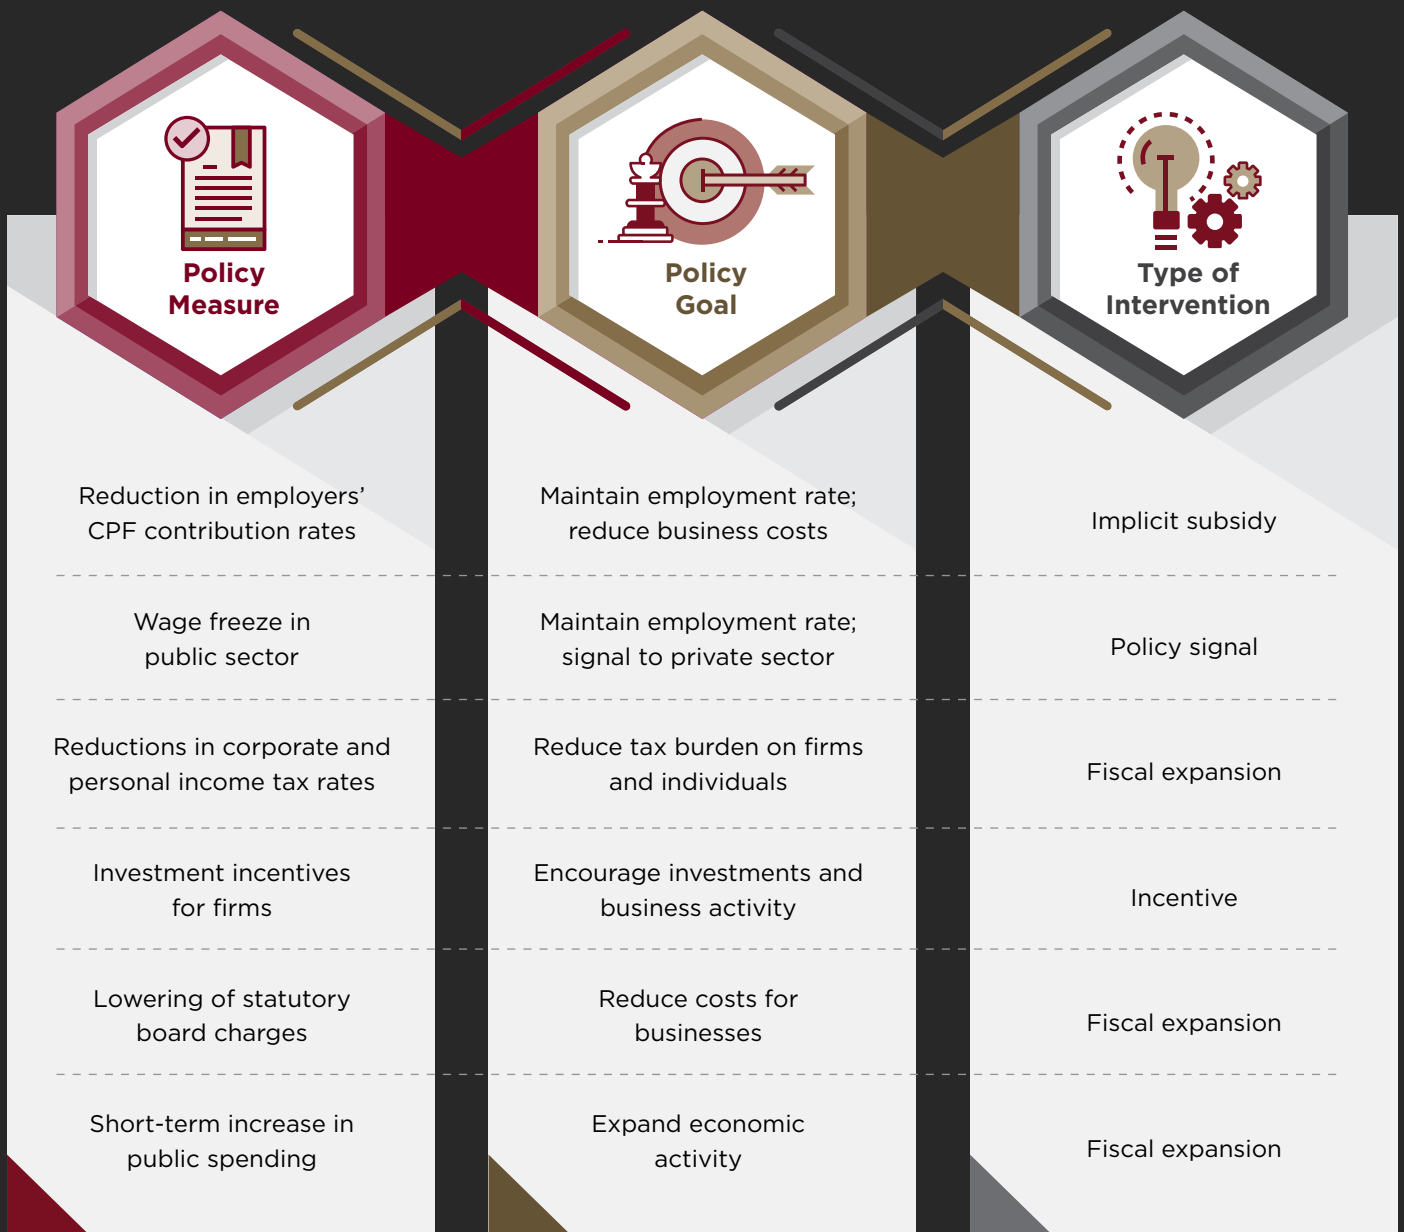 Policy
Measure
Policy
Goal
Type of
Intervention
Reduction in employers’
CPF contribution rates
Maintain employment rate;
reduce business costs
Implicit subsidy
Wage freeze in
public sector
Maintain employment rate;
signal to private sector
Policy signal
Reductions in corporate and
personal income tax rates
Reduce tax burden on firms
and individuals
Fiscal expansion
Investment incentives
for firms
Encourage investments and
business activity
Incentive
Lowering of statutory
board charges
Reduce costs for
businesses
Fiscal expansion
Short-term increase in
public spending
Expand economic
activity
Fiscal expansion